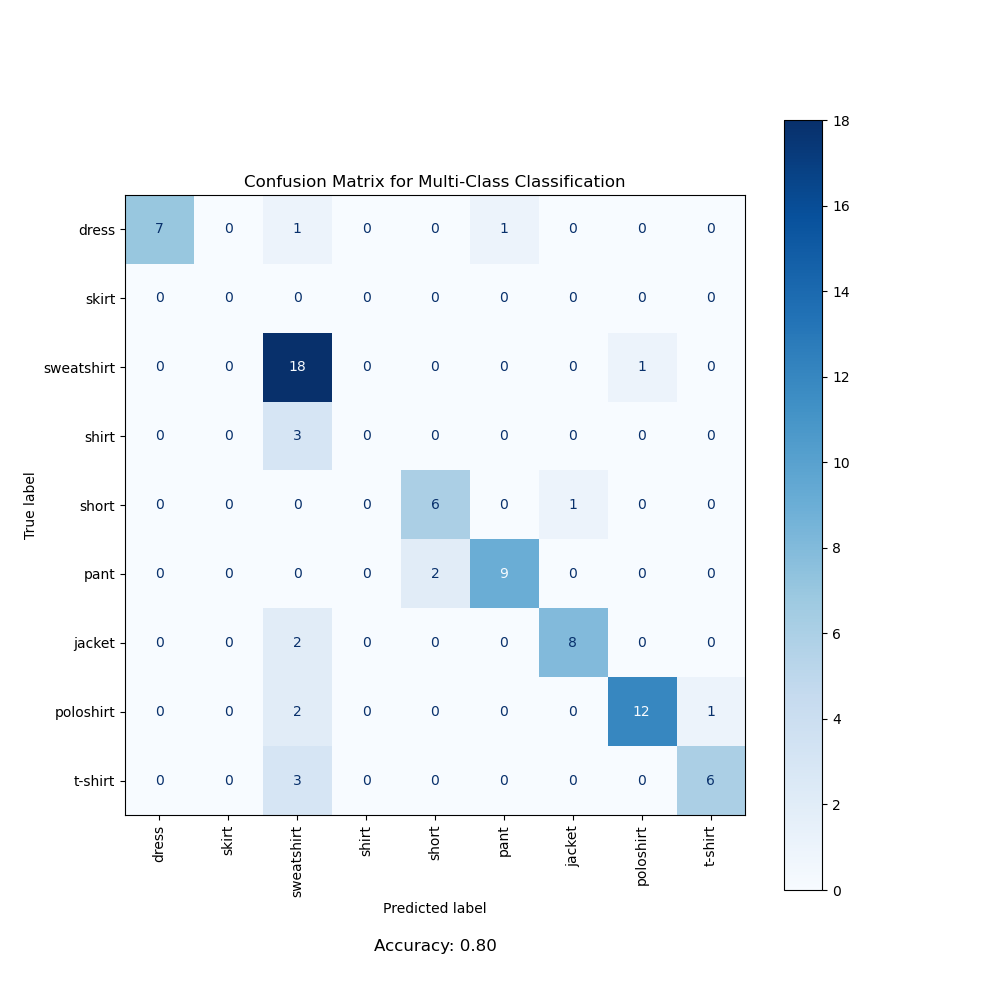 Confusion Matrix for Multi-Class Classification
dress 7 0 1 0 0 1 0 0 0
skirt 0 0 0 0 0 0 0 0 0
sweatshirt 0 0 18 0 0 0 0 1 0
shirt 0 0 3 0 0 0 0 0 0
short 0 0 0 0 6 0 1 0 0
pant 0 0 0 0 2 9 0 0 0
jacket 0 0 2 0 0 0 8 0 0
poloshirt 0 0 2 0 0 0 0 12 1
t-shirt 0 0 3 0 0 0 0 0 6
True label
dress skirt sweatshirt shirt short pant jacket poloshirt t-shirt
Predicted label
Accuracy: 0.80
18
16
14
12
10
8
6
4
2
0